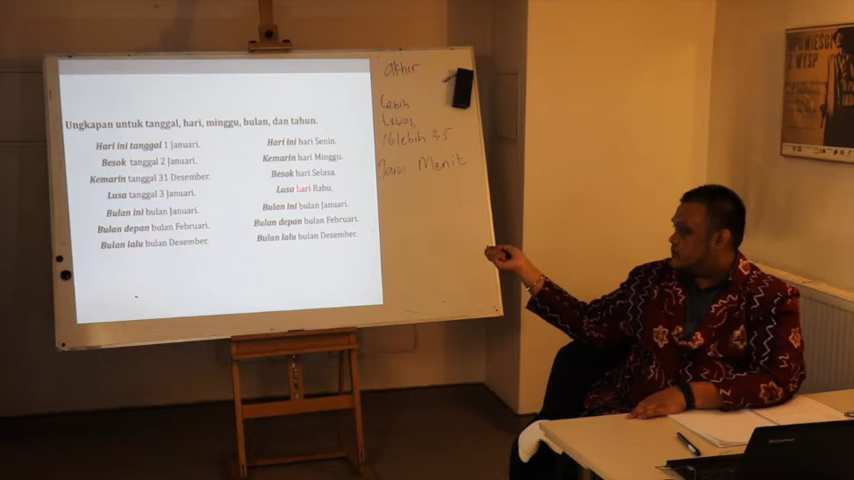 Ungkapan untuk tanggal, hari, minggu, bulan, dan tahun.
Hari ini tanggal 1 Januari.
Besok tanggal 2 Januari.
Kemarin tanggal 31 Desember.
Lusa tanggal 3 Januari.
Bulan ini bulan Januari.
Bulan depan bulan Februari.
Bulan lalu bulan Desember.
Hari ini hari Senin.
Kemarin hari Minggu.
Besok hari Selasa.
Lusa hari Rabu.
Bulan ini bulan Januari.
Bulan depan bulan Februari.
Bulan lalu bulan Desember.
akhir
Lebih
Lewat
16 lebih 35
Jam Menit
OPOWIEŚCI
Z WYSP